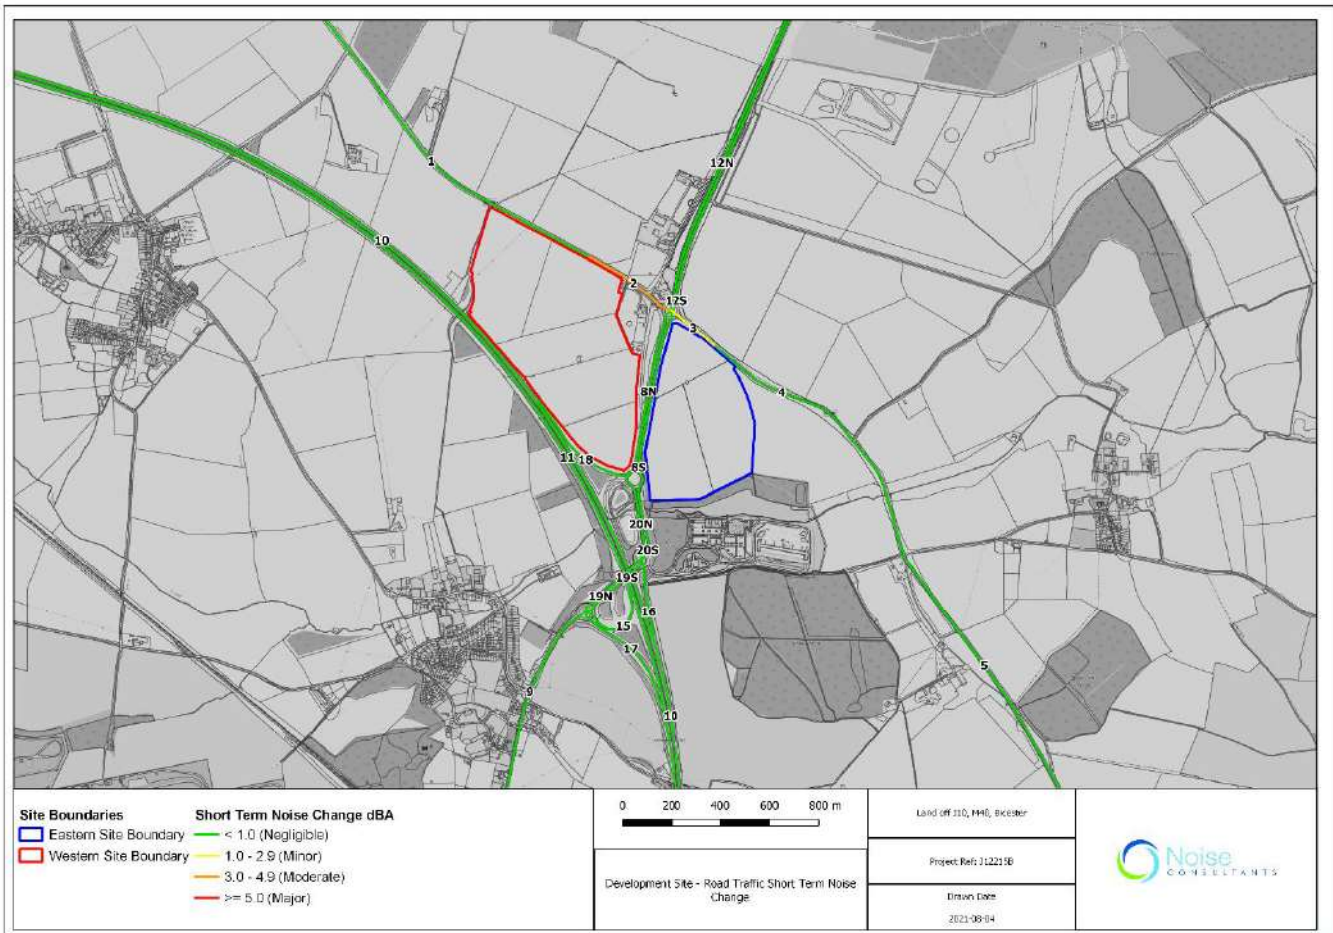 1
12N
10
2
12S
3
8N
4
11
18
8S
20N
20S
19S
19N
16
15
17
5
9
10
Site Boundaries
Eastern Site Boundary
Western Site Boundary
Short Term Noise Change dBA
< 1.0 (Negligible)
1.0 - 2.9 (Minor)
3.0 - 4.9 (Moderate)
>= 5.0 (Major)
0 200 400 600 800 m
Development Site - Road Traffic Short Term Noise
Change
Land off J10, M40, Bicester
Project Ref: J12215B
Drawn Date
2021-08-04
Noise
CONSULTANTS